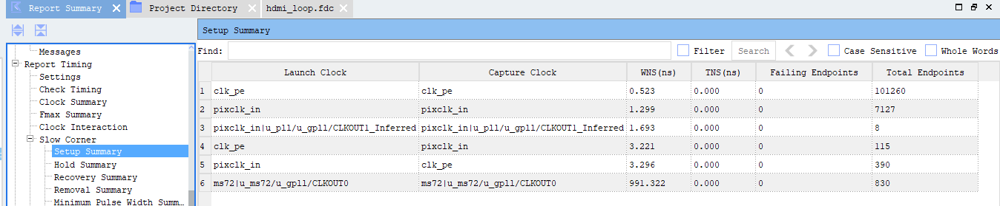 Report Summary Project Directory hdmi_loop.fdc
Setup Summary
Find: Filter Search Case Sensitive Whole Words
Messages
Report Timing
Settings
Check Timing
Clock Summary
Fmax Summary
Clock Interaction
Slow Corner
Setup Summary
Hold Summary
Recovery Summary
Removal Summary
Minimum Pulse Width Summ…
Launch Clock Capture Clock WNS(ns) TNS(ns) Failing Endpoints Total Endpoints
1 clk_pe clk_pe 0.523 0.000 0 101260
2 pixclk_in pixclk_in 1.299 0.000 0 7127
3 pixclk_in|u_pll/u_gpll/CLKOUT1_Inferred pixclk_in|u_pll/u_gpll/CLKOUT1_Inferred 1.693 0.000 0 8
4 clk_pe pixclk_in 3.221 0.000 0 115
5 pixclk_in clk_pe 3.296 0.000 0 390
6 ms72|u_ms72/u_gpll/CLKOUT0 ms72|u_ms72/u_gpll/CLKOUT0 991.322 0.000 0 830